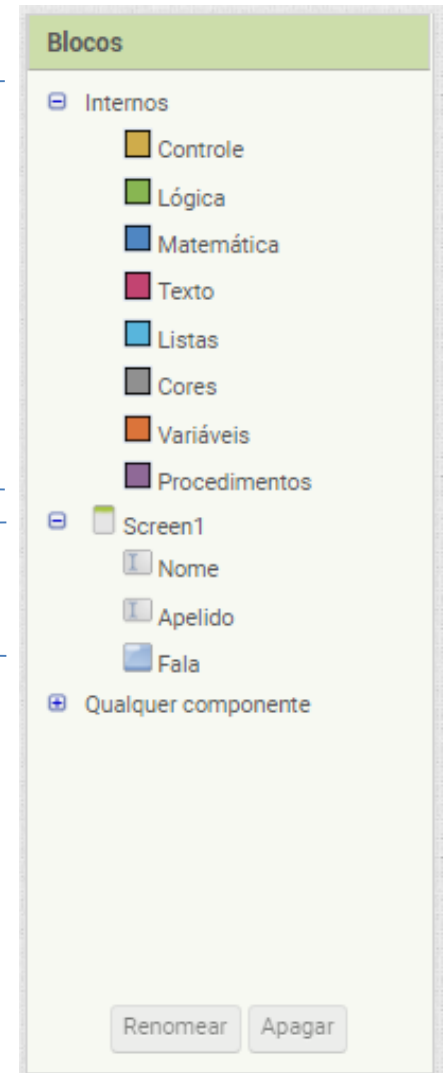 Blocos
Internos
Controle
Lógica
Matemática
Texto
Listas
Cores
Variáveis
Procedimentos
Screen1
Nome
Apelido
Fala
Qualquer componente
Renomear Apagar